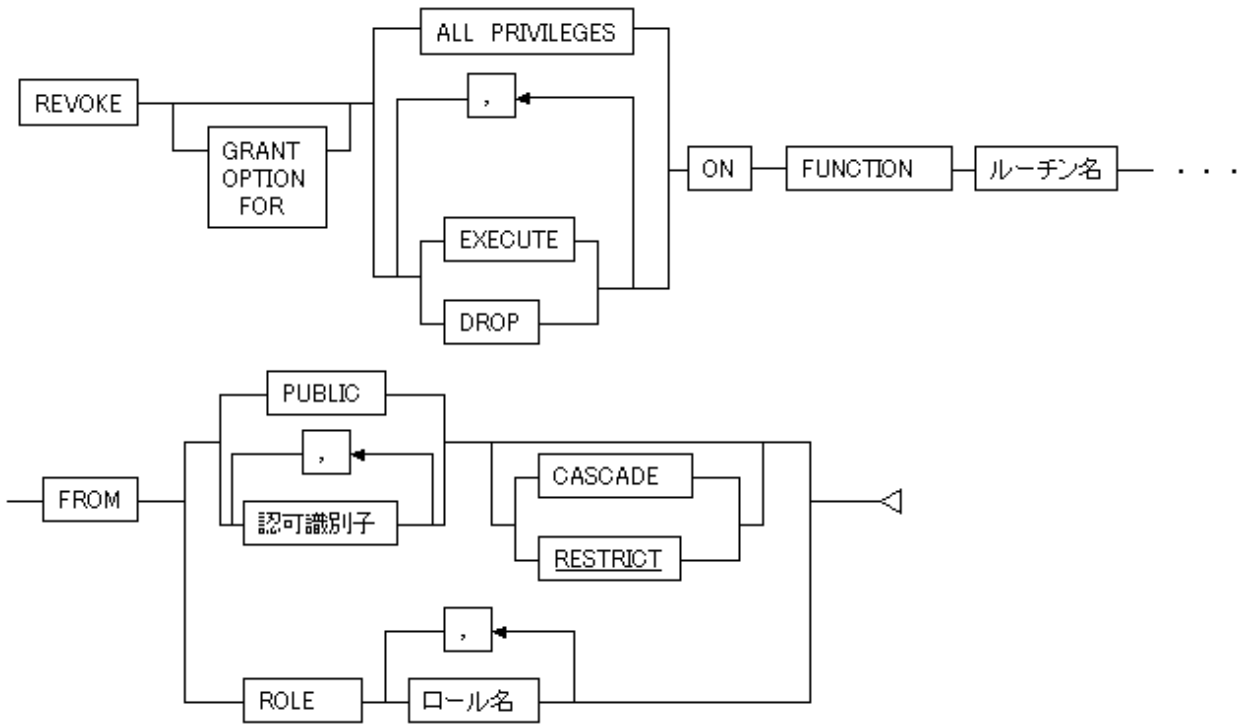 ALL PRIVILEGES
,
REVOKE
GRANT
OPTION
FOR
ON
FUNCTION
ルーチン名
・・・
EXECUTE
DROP
PUBLIC
,
FROM
認可識別子
CASCADE
RESTRICT
,
ROLE
ロール名